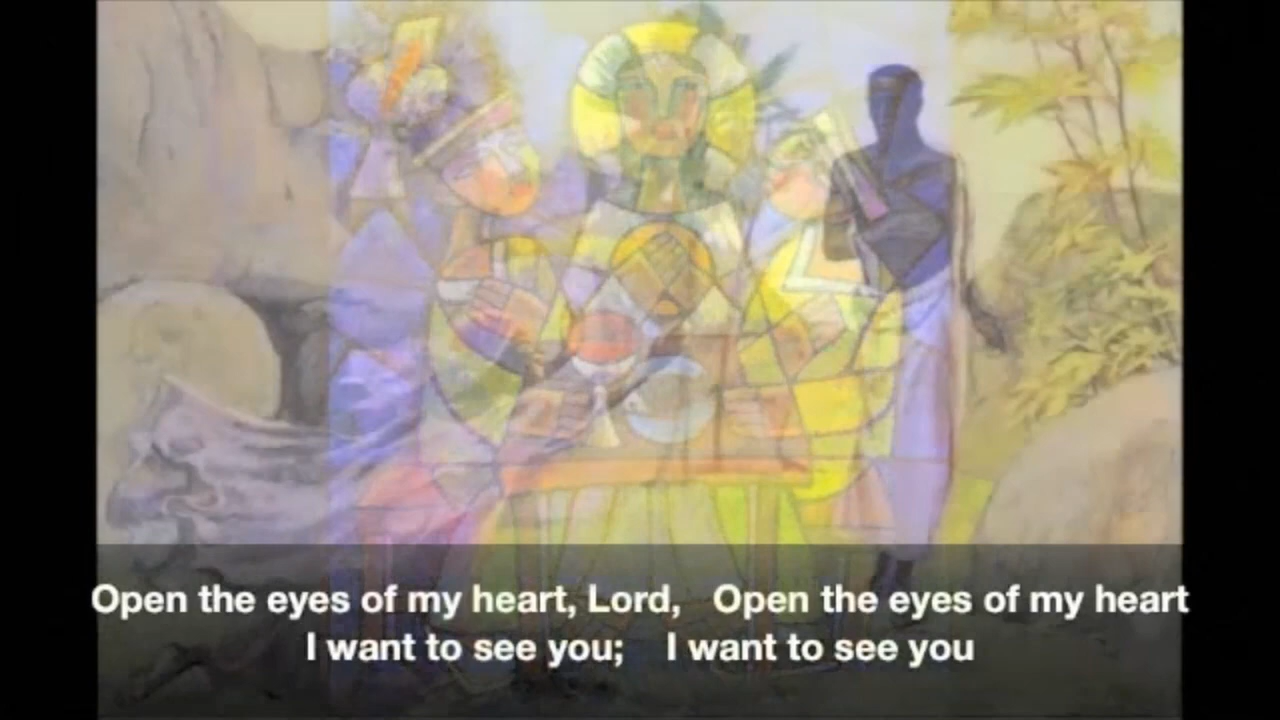 Open the eyes of my heart, Lord, Open the eyes of my heart
I want to see you; I want to see you